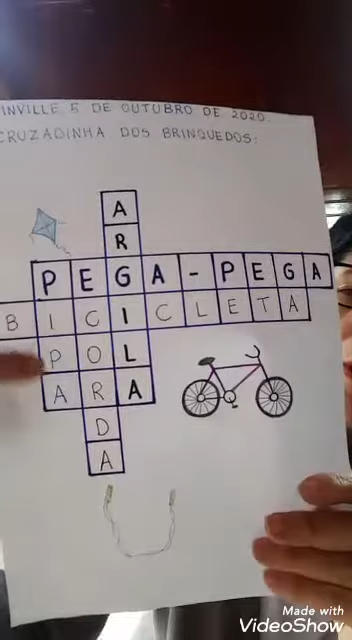 INVILLE 5 DE OUTUBRO DE 2020.
CRUZADINHA DOS BRINQUEDOS:
A
R
PEGA-PEGA
BICICLETA
POL
ARA
D
A
Made with
VideoShow